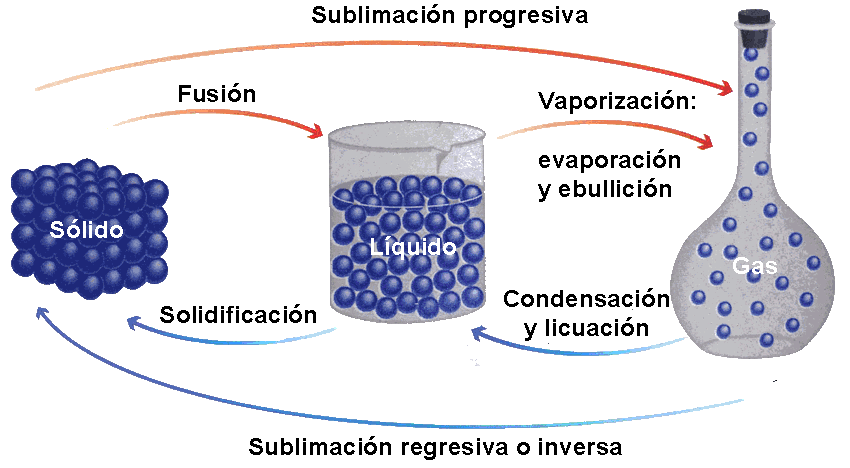 Sublimación progresiva
Fusión
Vaporización:
evaporación
y ebullición
Sólido
Líquido
Gas
Solidificación
Condensación
y licuación
Sublimación regresiva o inversa